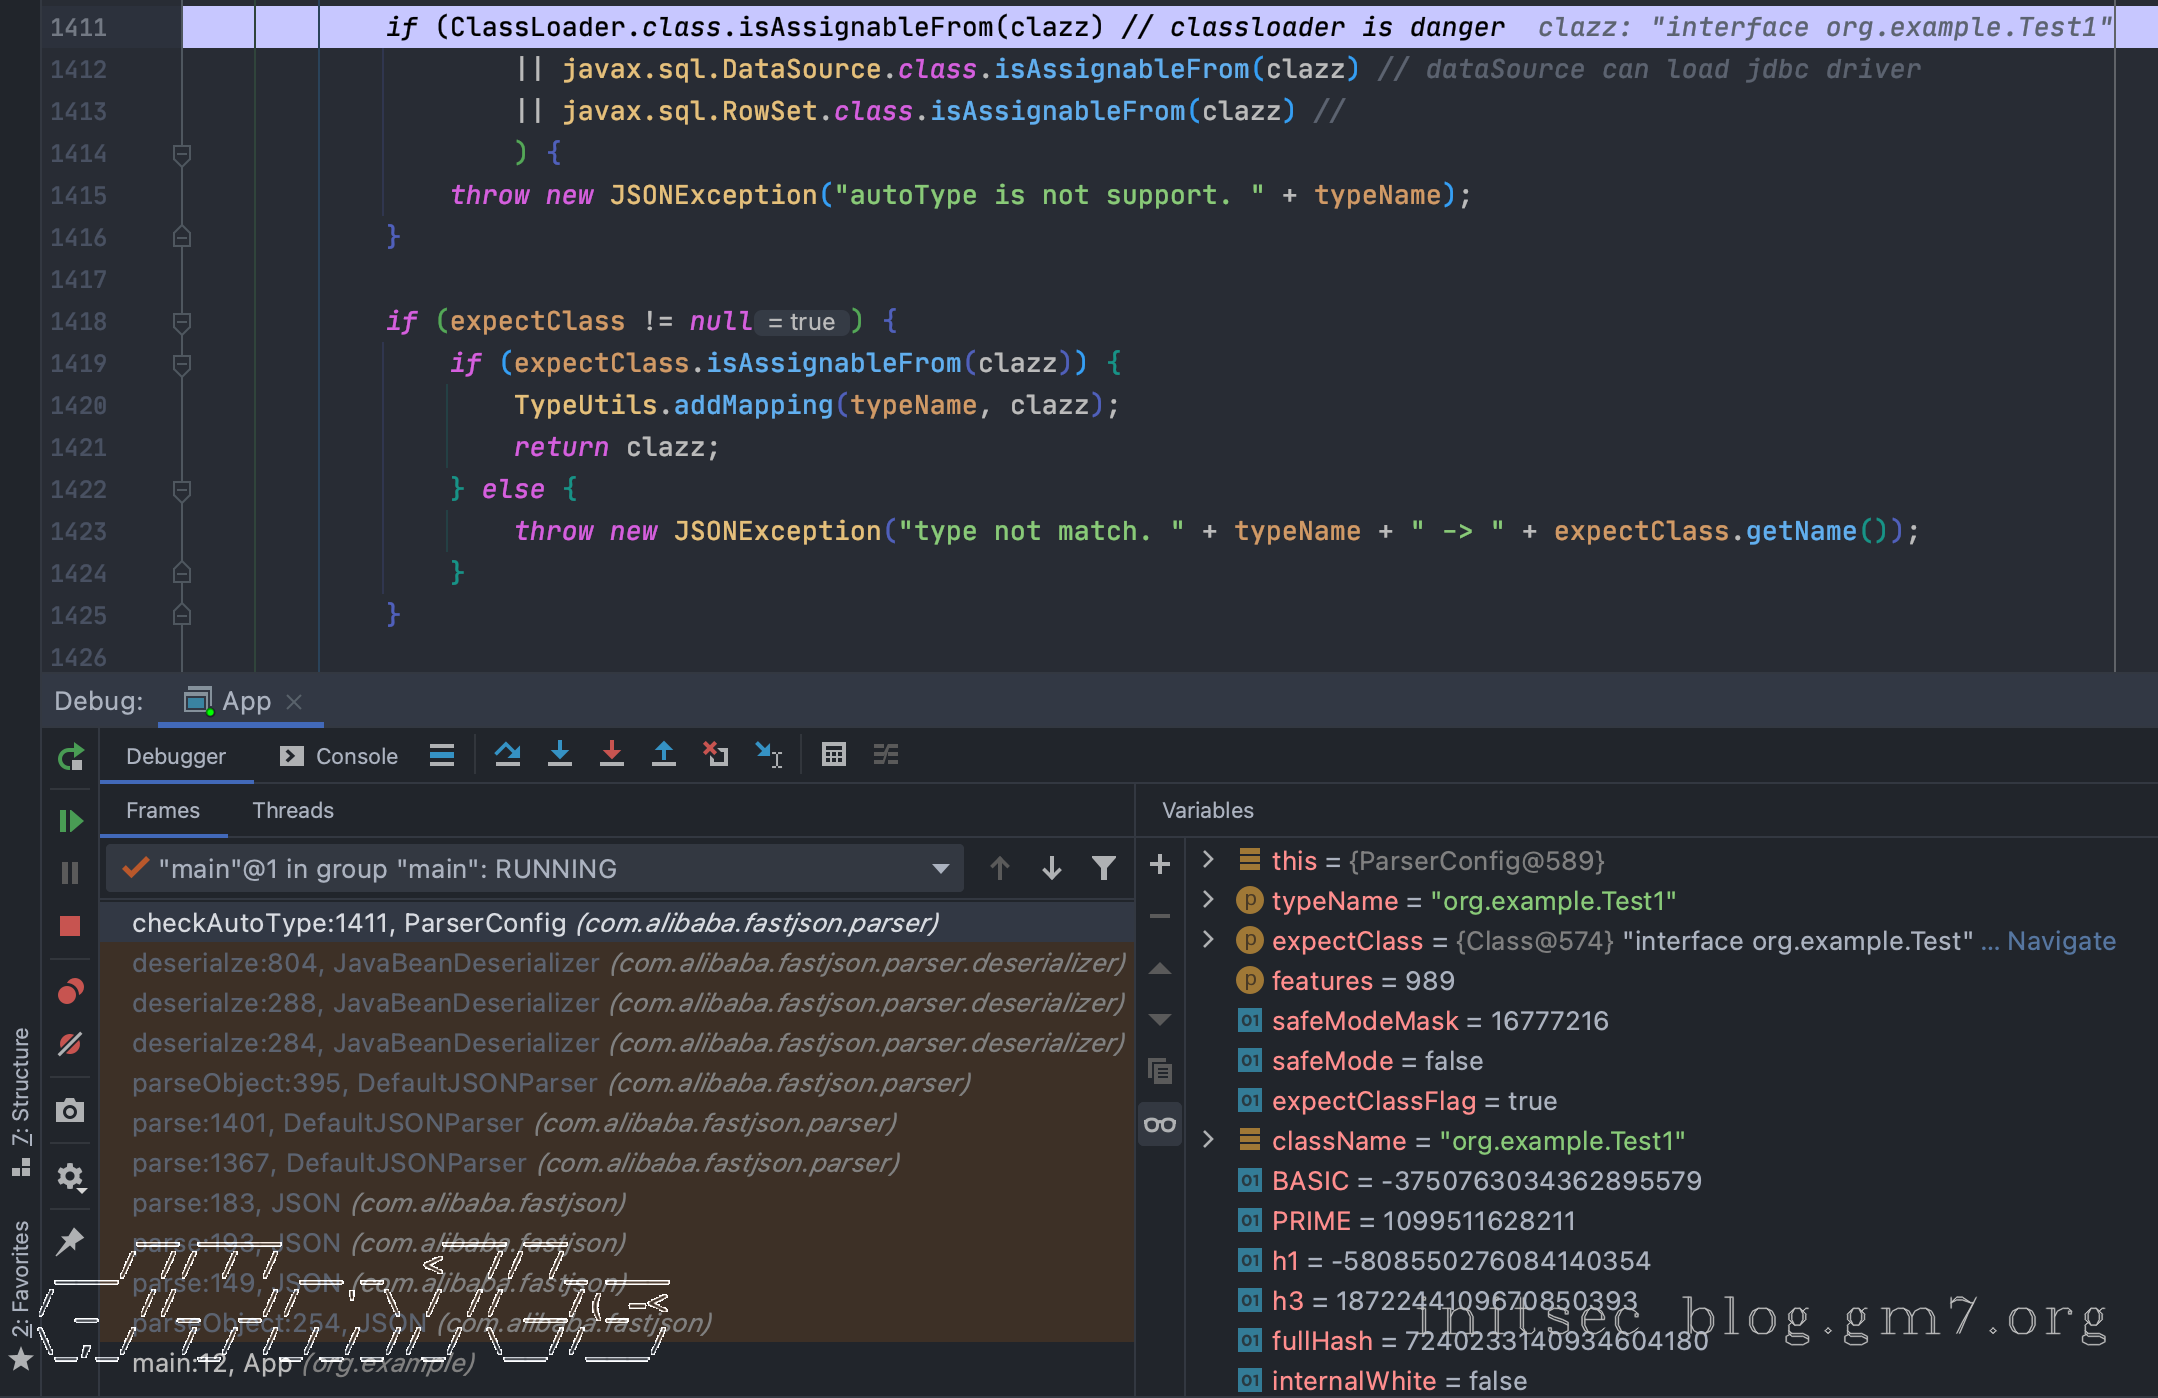 1411 if (ClassLoader.class.isAssignableFrom(clazz) // classloader is danger clazz: "interface org.example.Test1"
1412 || javax.sql.DataSource.class.isAssignableFrom(clazz) // dataSource can load jdbc driver
1413 || javax.sql.RowSet.class.isAssignableFrom(clazz) //
1414 ) {
1415 throw new JSONException("autoType is not support. " + typeName);
1416 }
1417
1418 if (expectClass != null = true ) {
1419 if (expectClass.isAssignableFrom(clazz)) {
1420 TypeUtils.addMapping(typeName, clazz);
1421 return clazz;
1422 } else {
1423 throw new JSONException("type not match. " + typeName + " -> " + expectClass.getName());
1424 }
1425 }
1426
Debug: App
Debugger Console
Frames Threads
"main"@1 in group "main": RUNNING
checkAutoType:1411, ParserConfig (com.alibaba.fastjson.parser)
deserialze:804, JavaBeanDeserializer (com.alibaba.fastjson.parser.deserializer)
deserialze:288, JavaBeanDeserializer (com.alibaba.fastjson.parser.deserializer)
deserialze:284, JavaBeanDeserializer (com.alibaba.fastjson.parser.deserializer)
parseObject:395, DefaultJSONParser (com.alibaba.fastjson.parser)
parse:1401, DefaultJSONParser (com.alibaba.fastjson.parser)
parse:1367, DefaultJSONParser (com.alibaba.fastjson.parser)
parse:183, JSON (com.alibaba.fastjson)
parse:193, JSON (com.alibaba.fastjson)
parse:149, JSON (com.alibaba.fastjson)
parseObject:254, JSON (com.alibaba.fastjson)
main:12, App (org.example)
Variables
this = {ParserConfig@589}
typeName = "org.example.Test1"
expectClass = {Class@574} "interface org.example.Test" ... Navigate
features = 989
safeModeMask = 16777216
safeMode = false
expectClassFlag = true
className = "org.example.Test1"
BASIC = -3750763034362895579
PRIME = 1099511628211
h1 = -5808550276084140354
h3 = 1872244109670850393
fullHash = 7240233140934604180
internalWhite = false
7: Structure
2: Favorites
initsec blog.gm7.org